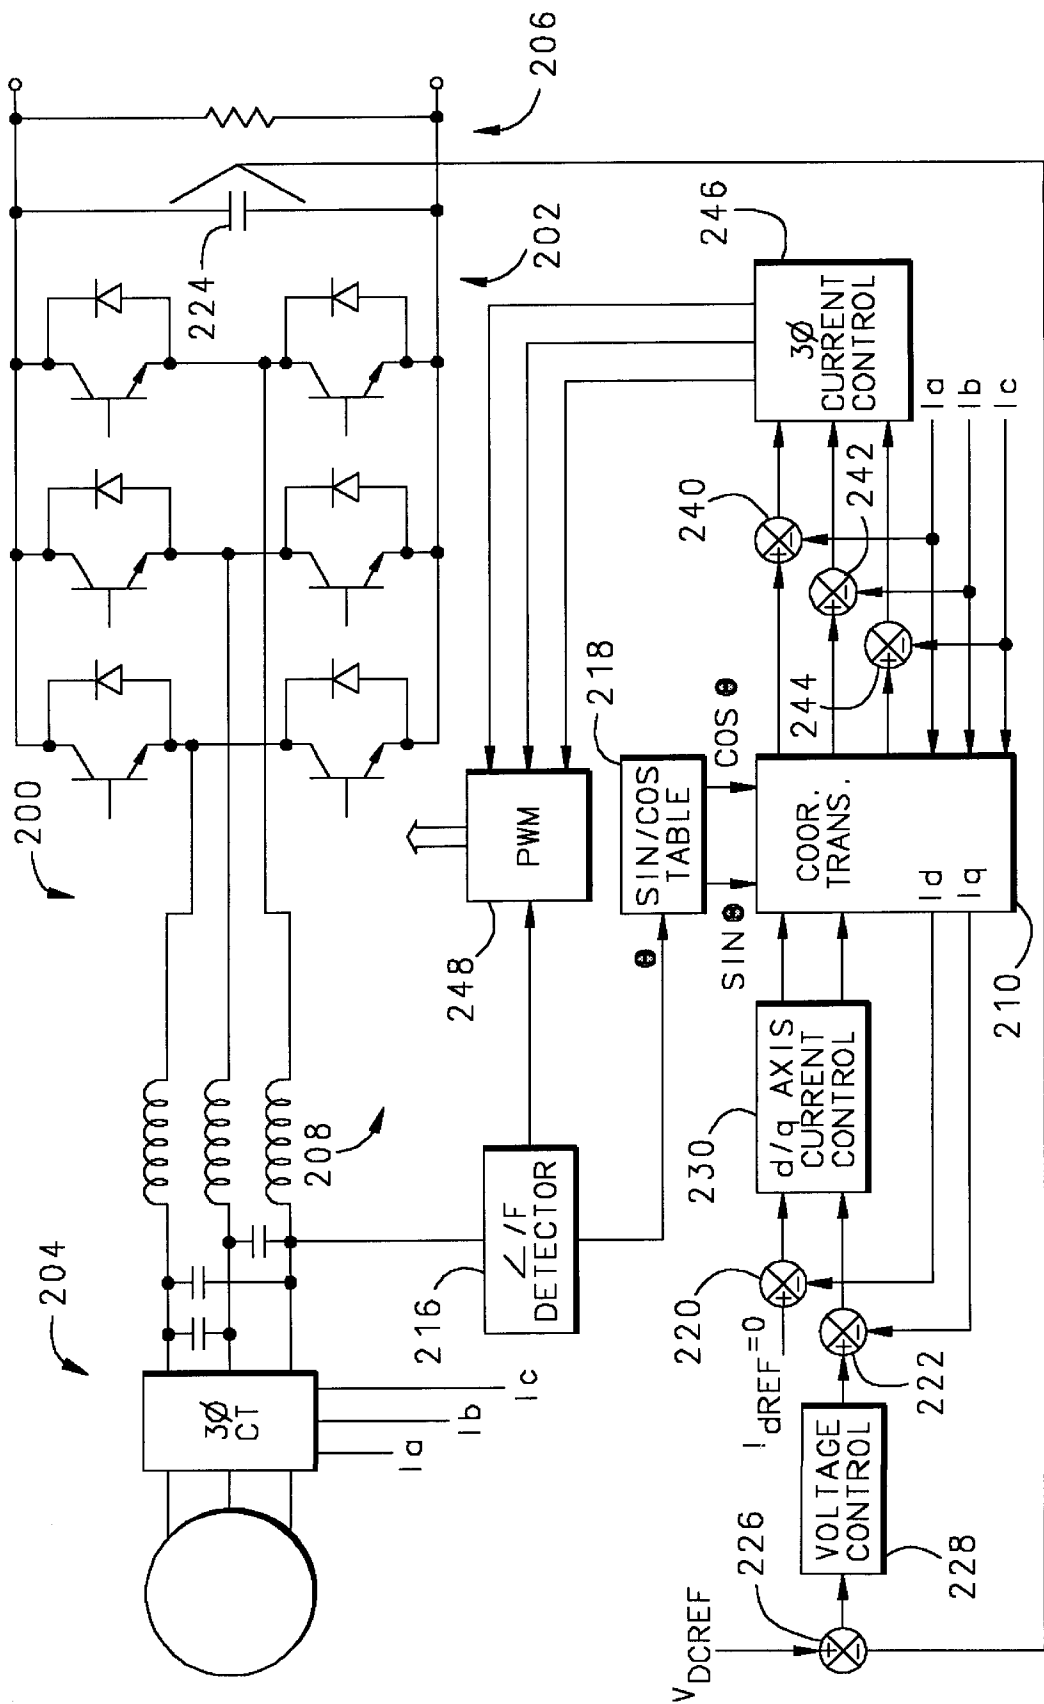 200
204
206
202
224
208
3Ø
CT
Ia
Ib
Ic
216
∠/F
DETECTOR
248
PWM
218
SIN/COS
TABLE
θ
SIN θ
COS θ
246
3Ø
CURRENT
CONTROL
240
242
244
Ia
Ib
Ic
COOR.
TRANS.
Id
Iq
210
230
d/q AXIS
CURRENT
CONTROL
220
IdREF=0
222
VOLTAGE
CONTROL
228
226
VDCREF
+
−
+
−
+
−
+
−
+
−
+
−